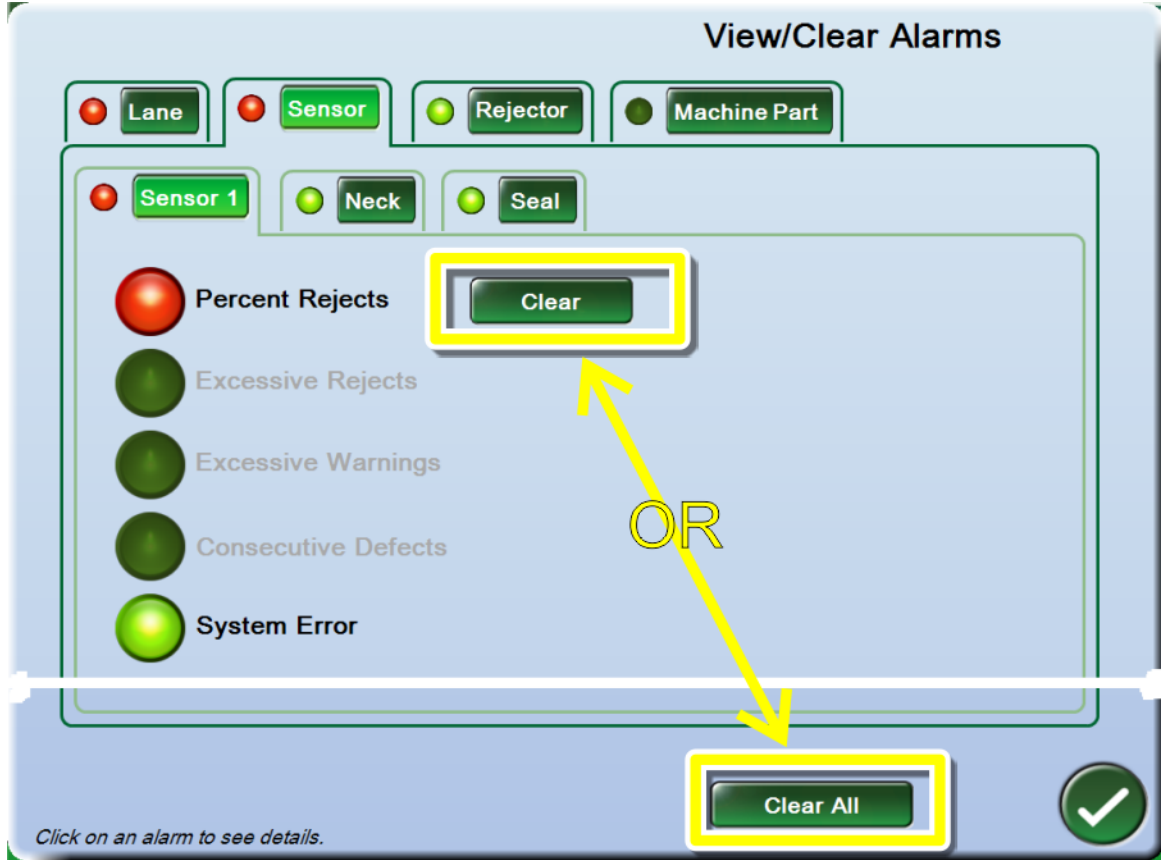 View/Clear Alarms
Lane
Sensor
Rejector
Machine Part
Sensor 1
Neck
Seal
Percent Rejects
Clear
Excessive Rejects
Excessive Warnings
OR
Consecutive Defects
System Error
Clear All
Click on an alarm to see details.